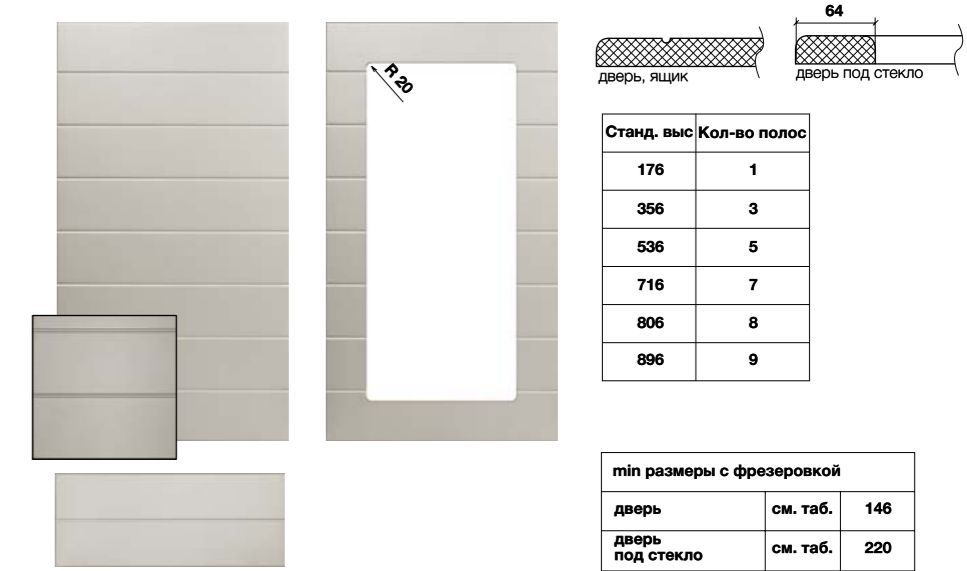 64
R 20
дверь, ящик
дверь под стекло
Станд. выс Кол-во полос
176 1
356 3
536 5
716 7
806 8
896 9
min размеры с фрезеровкой
дверь см. таб. 146
дверь
под стекло см. таб. 220